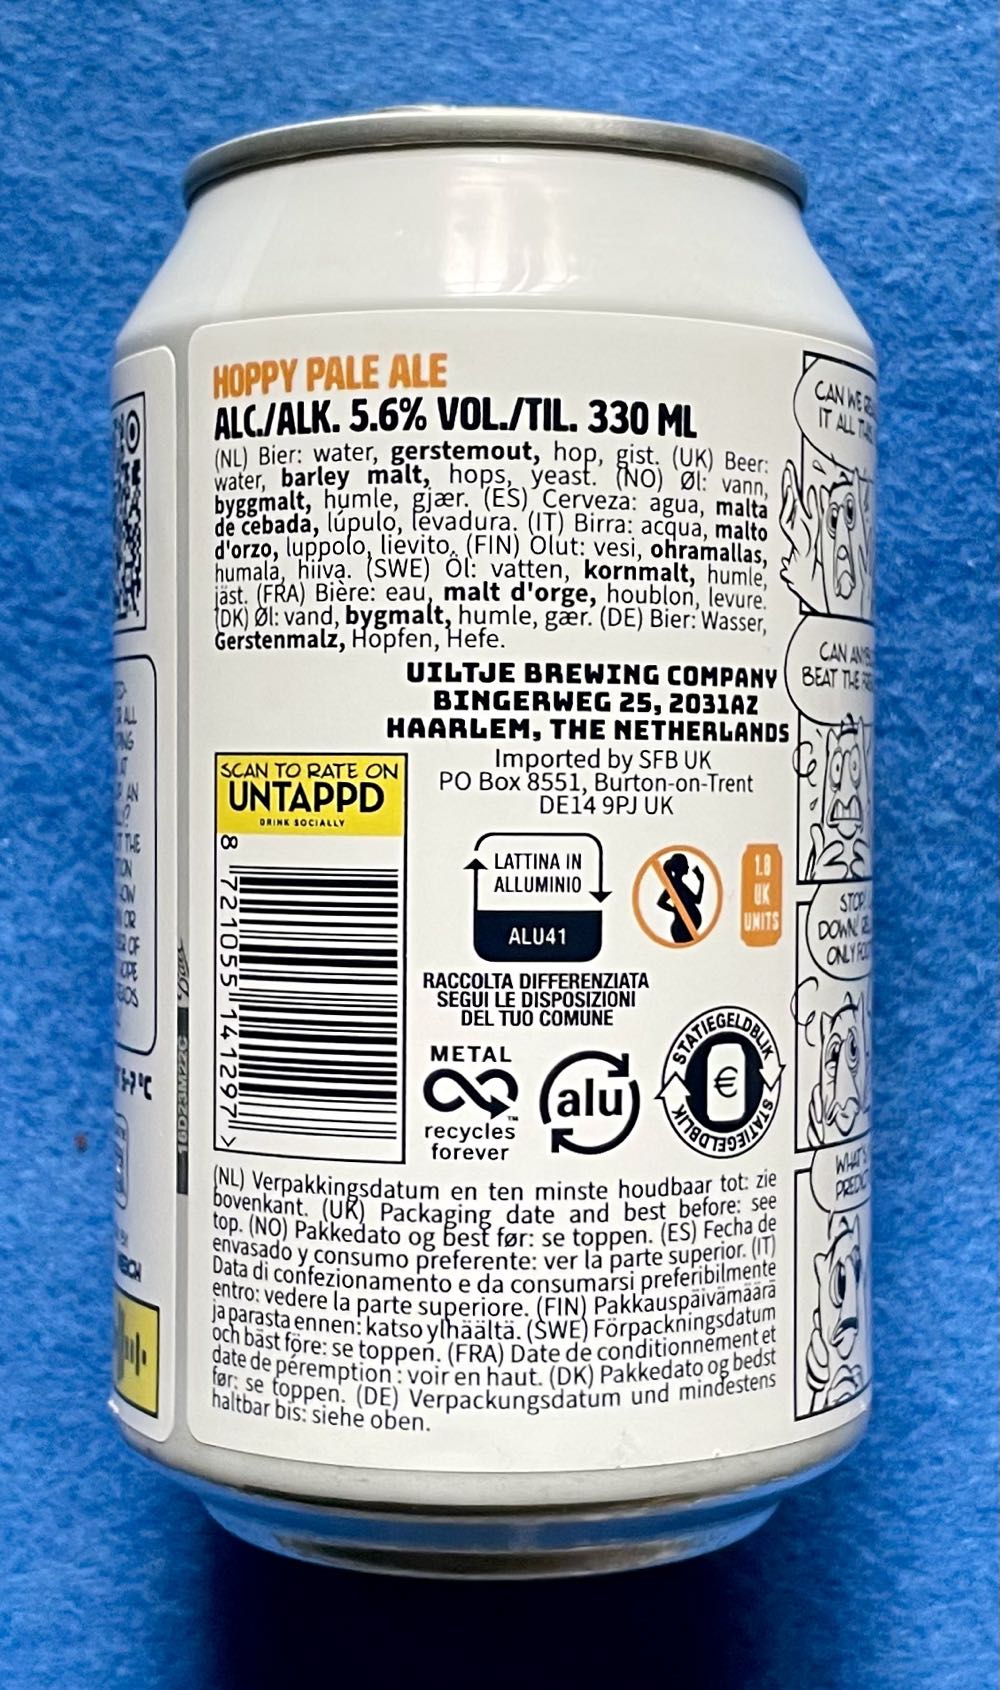 HOPPY PALE ALE
ALC./ALK. 5.6% VOL./TIL. 330 ML
(NL) Bier: water, gerstemout, hop, gist. (UK) Beer:
water, barley malt, hops, yeast. (NO) Øl: vann,
byggmalt, humle, gjær. (ES) Cerveza: agua, malta
de cebada, lúpulo, levadura. (IT) Birra: acqua, malto
d'orzo, luppolo, lievito. (FIN) Olut: vesi, ohramallas,
humala, hiiva. (SWE) Öl: vatten, kornmalt, humle,
jäst. (FRA) Bière: eau, malt d'orge, houblon, levure.
(DK) Øl: vand, bygmalt, humle, gær. (DE) Bier: Wasser,
Gerstenmalz, Hopfen, Hefe.
UILTJE BREWING COMPANY
BINGERWEG 25, 2031AZ
HAARLEM, THE NETHERLANDS
Imported by SFB UK
PO Box 8551, Burton-on-Trent
DE14 9PJ UK
SCAN TO RATE ON
UNTAPPD
DRINK SOCIALLY
8 721055 141297 >
LATTINA IN
ALLUMINIO
ALU41
1.8
UK
UNITS
RACCOLTA DIFFERENZIATA
SEGUI LE DISPOSIZIONI
DEL TUO COMUNE
METAL
recycles
forever
™
alu
STATIEGELDBLIK
€
STATIEGELDBLIK
(NL) Verpakkingsdatum en ten minste houdbaar tot: zie
bovenkant. (UK) Packaging date and best before: see
top. (NO) Pakkedato og best før: se toppen. (ES) Fecha de
envasado y consumo preferente: ver la parte superior. (IT)
Data di confezionamento e da consumarsi preferibilmente
entro: vedere la parte superiore. (FIN) Pakkauspäivämäärä
ja parasta ennen: katso ylhäältä. (SWE) Förpackningsdatum
och bäst före: se toppen. (FRA) Date de conditionnement et
date de péremption : voir en haut. (DK) Pakkedato og bedst
før: se toppen. (DE) Verpackungsdatum und mindestens
haltbar bis: siehe oben.
CAN WE
IT ALL
CAN
BEAT THE
STOP
DOWN!
ONLY
WHAT'S
ALL
AN
THE
OR
OF
5-7°C